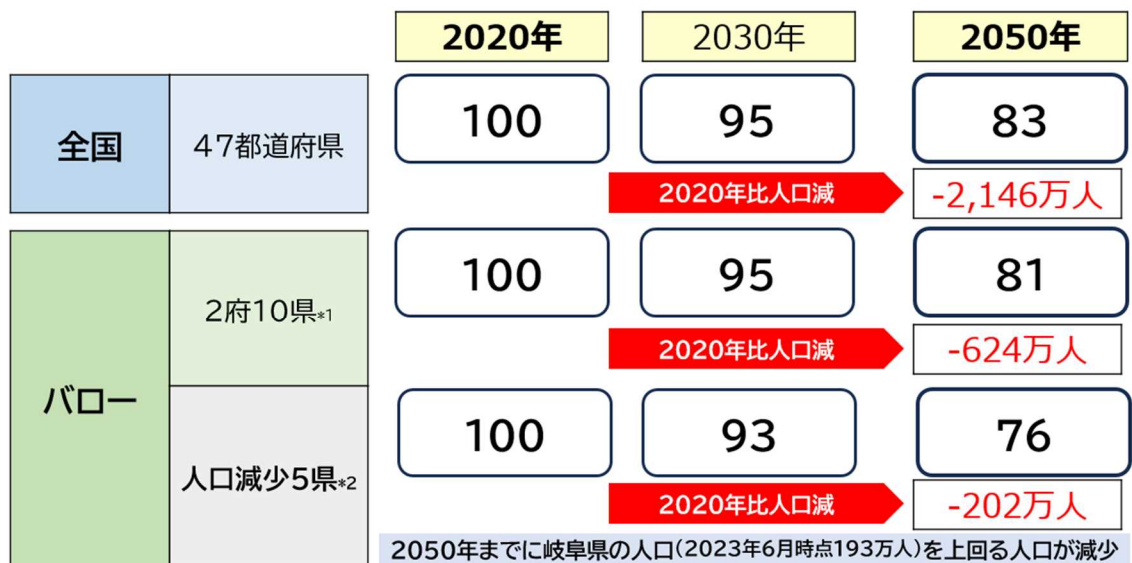 2020年 2030年 2050年
全国 47都道府県 100 95 83
2020年比人口減 -2,146万人
バロー 2府10県*1 100 95 81
2020年比人口減 -624万人
人口減少5県*2 100 93 76
2020年比人口減 -202万人
2050年までに岐阜県の人口(2023年6月時点193万人)を上回る人口が減少